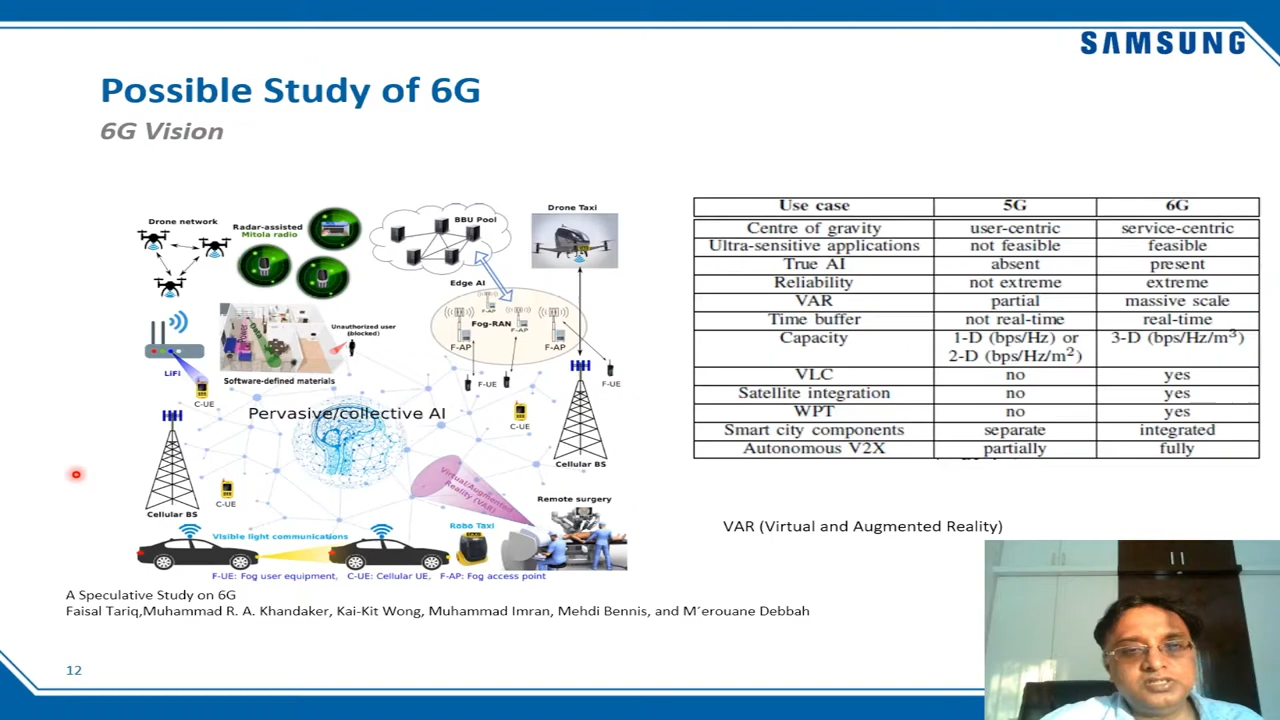 SAMSUNG
Possible Study of 6G
6G Vision
Drone network
Radar-assisted
Mitola radio
BBU Pool
Drone Taxi
Edge AI
F-AP
Fog-RAN
F-AP
F-AP
F-AP
F-UE
F-UE
LiFi
C-UE
Power
Data
Unauthorized user
(blocked)
Software-defined materials
Pervasive/collective AI
C-UE
Cellular BS
C-UE
Cellular BS
Virtual/Augmented
Reality (VAR)
Remote surgery
Visible light communications
Robo Taxi
TAXI
F-UE: Fog user equipment, C-UE: Cellular UE, F-AP: Fog access point
Use case 5G 6G
Centre of gravity user-centric service-centric
Ultra-sensitive applications not feasible feasible
True AI absent present
Reliability not extreme extreme
VAR partial massive scale
Time buffer not real-time real-time
Capacity 1-D (bps/Hz) or 3-D (bps/Hz/m³)
2-D (bps/Hz/m²)
VLC no yes
Satellite integration no yes
WPT no yes
Smart city components separate integrated
Autonomous V2X partially fully
VAR (Virtual and Augmented Reality)
A Speculative Study on 6G
Faisal Tariq,Muhammad R. A. Khandaker, Kai-Kit Wong, Muhammad Imran, Mehdi Bennis, and M´erouane Debbah
12